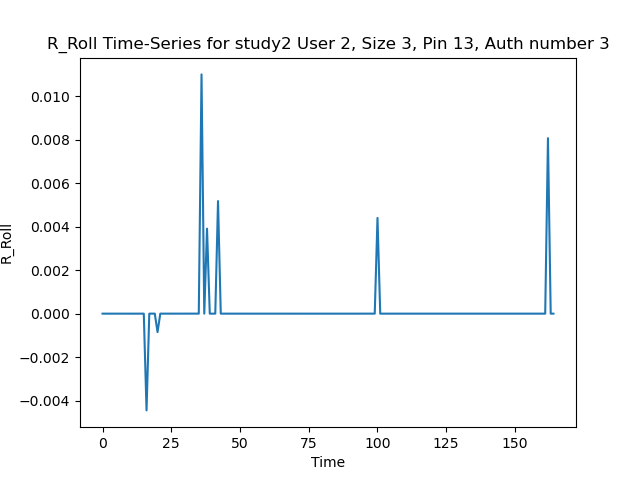 R_Roll Time-Series for study2 User 2, Size 3, Pin 13, Auth number 3
0.010
0.008
0.006
0.004
0.002
0.000
−0.002
−0.004
R_Roll
0 25 50 75 100 125 150
Time